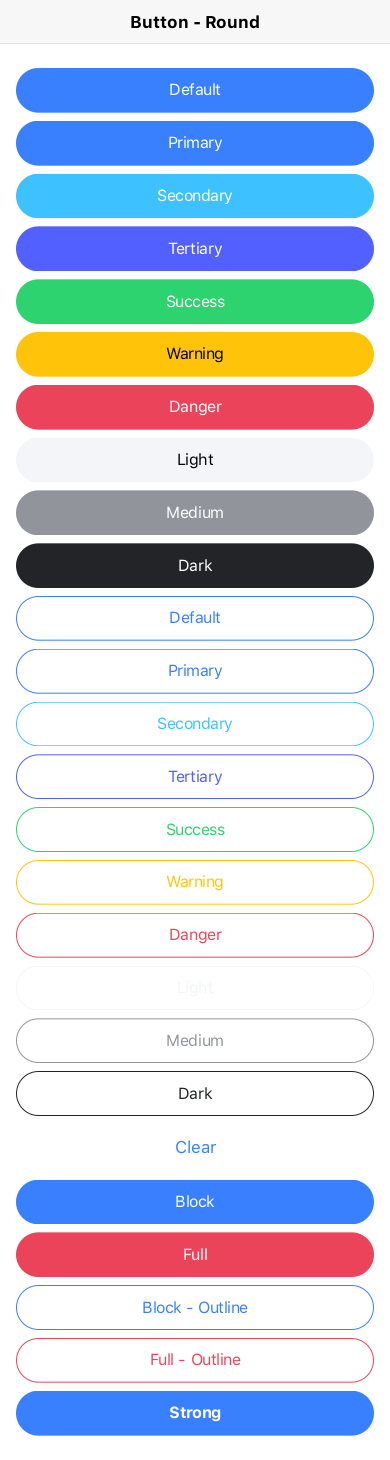 Button - Round
Default
Primary
Secondary
Tertiary
Success
Warning
Danger
Light
Medium
Dark
Default
Primary
Secondary
Tertiary
Success
Warning
Danger
Light
Medium
Dark
Clear
Block
Full
Block - Outline
Full - Outline
Strong